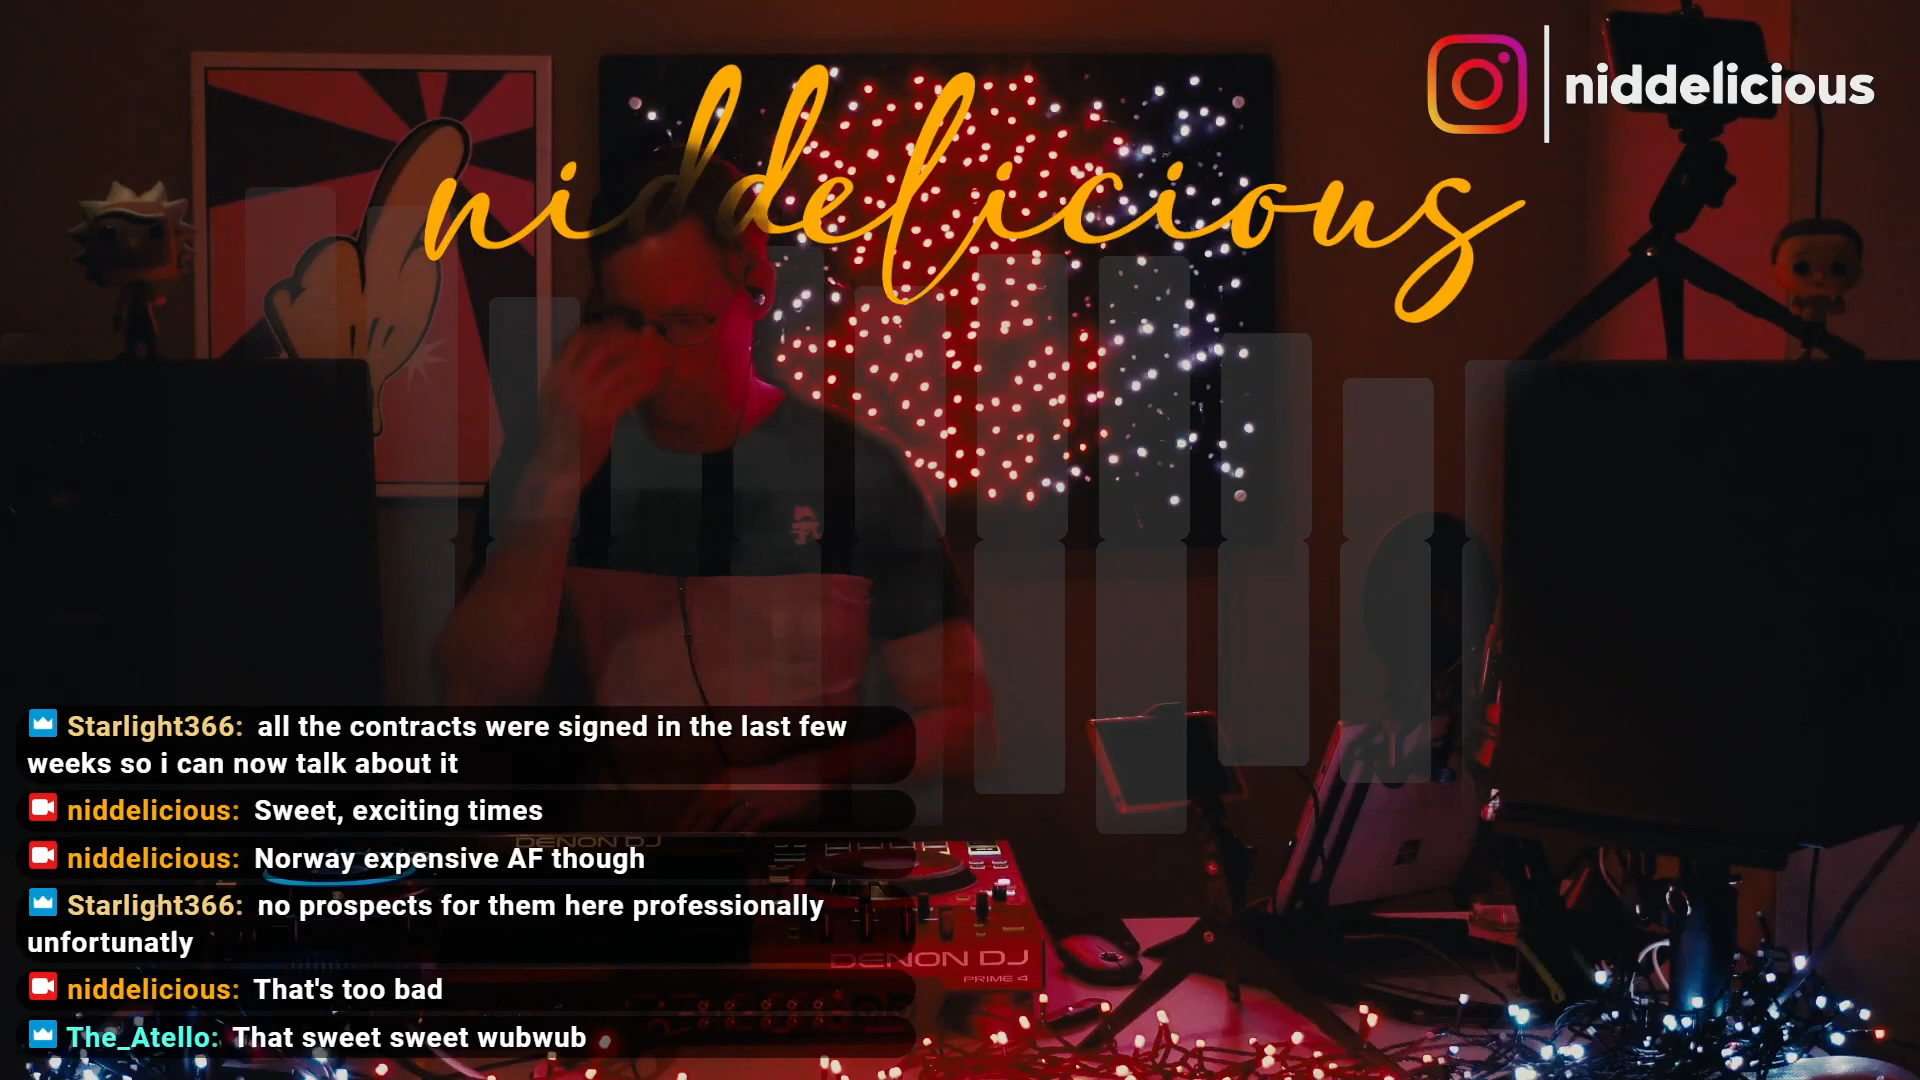 niddelicious
niddelicious
Starlight366: all the contracts were signed in the last few
weeks so i can now talk about it
niddelicious: Sweet, exciting times
niddelicious: Norway expensive AF though
Starlight366: no prospects for them here professionally
unfortunatly
niddelicious: That's too bad
The_Atello: That sweet sweet wubwub
DENON DJ
DENON DJ
PRIME 4